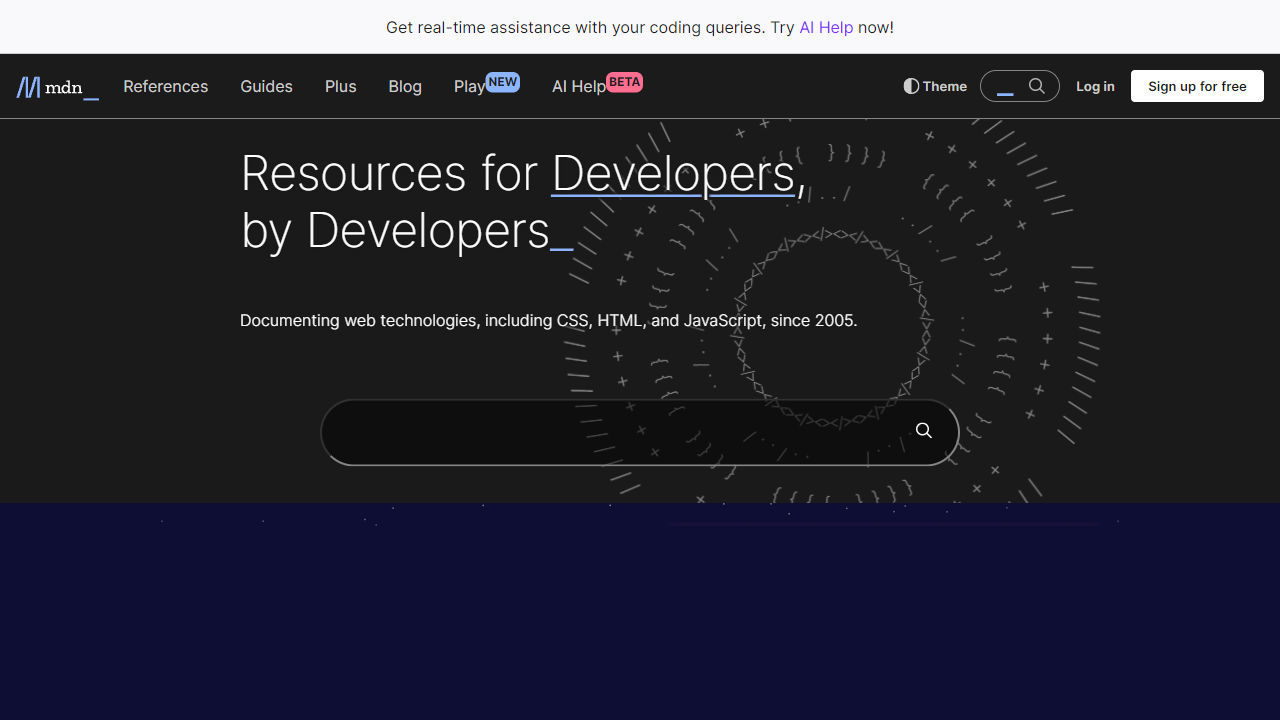 Get real-time assistance with your coding queries. Try AI Help now!
mdn_ References Guides Plus Blog Play NEW AI Help BETA Theme _ Log in Sign up for free
Resources for Developers,
by Developers_
Documenting web technologies, including CSS, HTML, and JavaScript, since 2005.